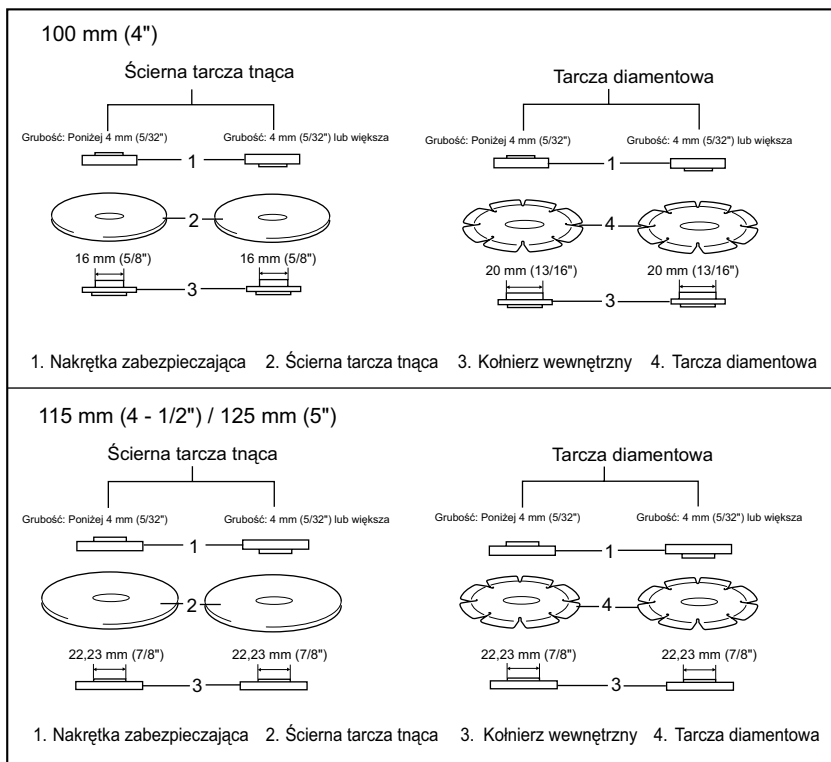 100 mm (4")
Ścierna tarcza tnąca
Tarcza diamentowa
Grubość: Poniżej 4 mm (5/32")
Grubość: 4 mm (5/32") lub większa
Grubość: Poniżej 4 mm (5/32")
Grubość: 4 mm (5/32") lub większa
1
1
2
4
16 mm (5/8")
16 mm (5/8")
20 mm (13/16")
20 mm (13/16")
3
3
1. Nakrętka zabezpieczająca 2. Ścierna tarcza tnąca 3. Kołnierz wewnętrzny 4. Tarcza diamentowa
115 mm (4 - 1/2") / 125 mm (5")
Ścierna tarcza tnąca
Tarcza diamentowa
Grubość: Poniżej 4 mm (5/32")
Grubość: 4 mm (5/32") lub większa
Grubość: Poniżej 4 mm (5/32")
Grubość: 4 mm (5/32") lub większa
1
1
2
4
22,23 mm (7/8")
22,23 mm (7/8")
22,23 mm (7/8")
22,23 mm (7/8")
3
3
1. Nakrętka zabezpieczająca 2. Ścierna tarcza tnąca 3. Kołnierz wewnętrzny 4. Tarcza diamentowa